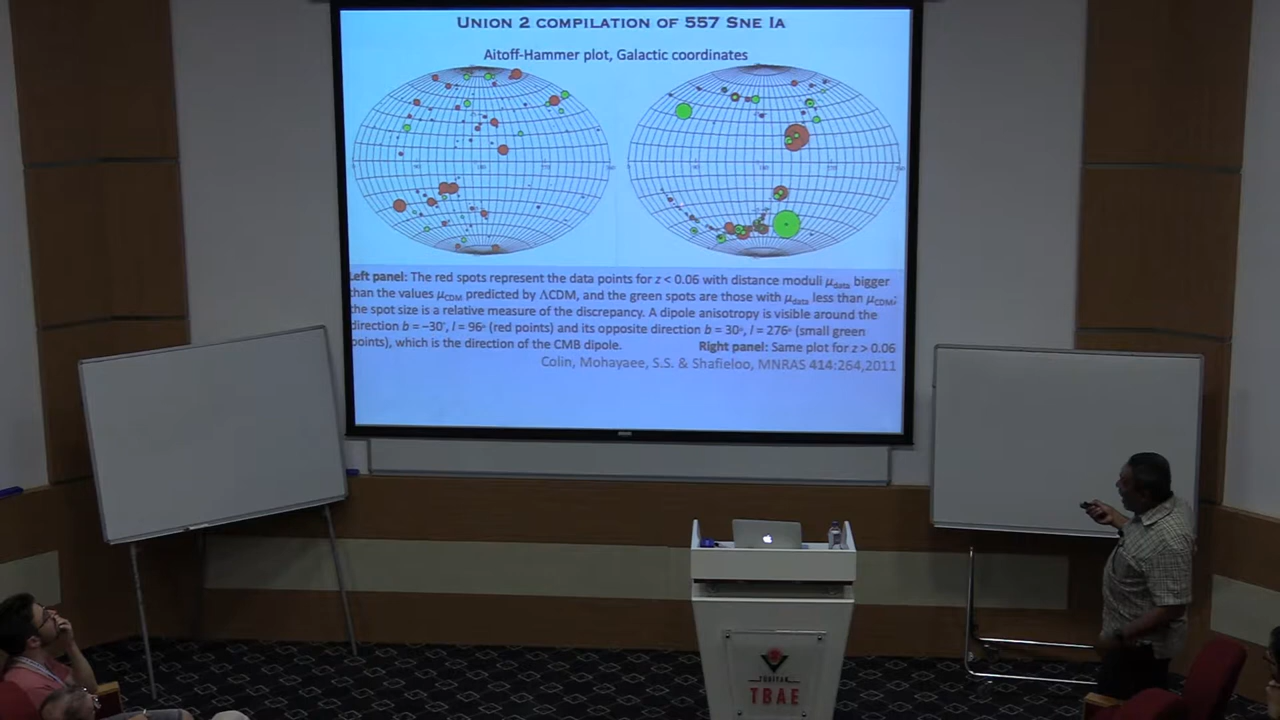 UNION 2 COMPILATION OF 557 SNE IA
Aitoff-Hammer plot, Galactic coordinates
Left panel: The red spots represent the data points for z < 0.06 with distance moduli μdata bigger
than the values μCDM predicted by ΛCDM, and the green spots are those with μdata less than μCDM;
the spot size is a relative measure of the discrepancy. A dipole anisotropy is visible around the
direction b = −30°, l = 96° (red points) and its opposite direction b = 30°, l = 276° (small green
points), which is the direction of the CMB dipole. Right panel: Same plot for z > 0.06
Colin, Mohayaee, S.S. & Shafieloo, MNRAS 414:264,2011
TÜBİTAK
TBAE